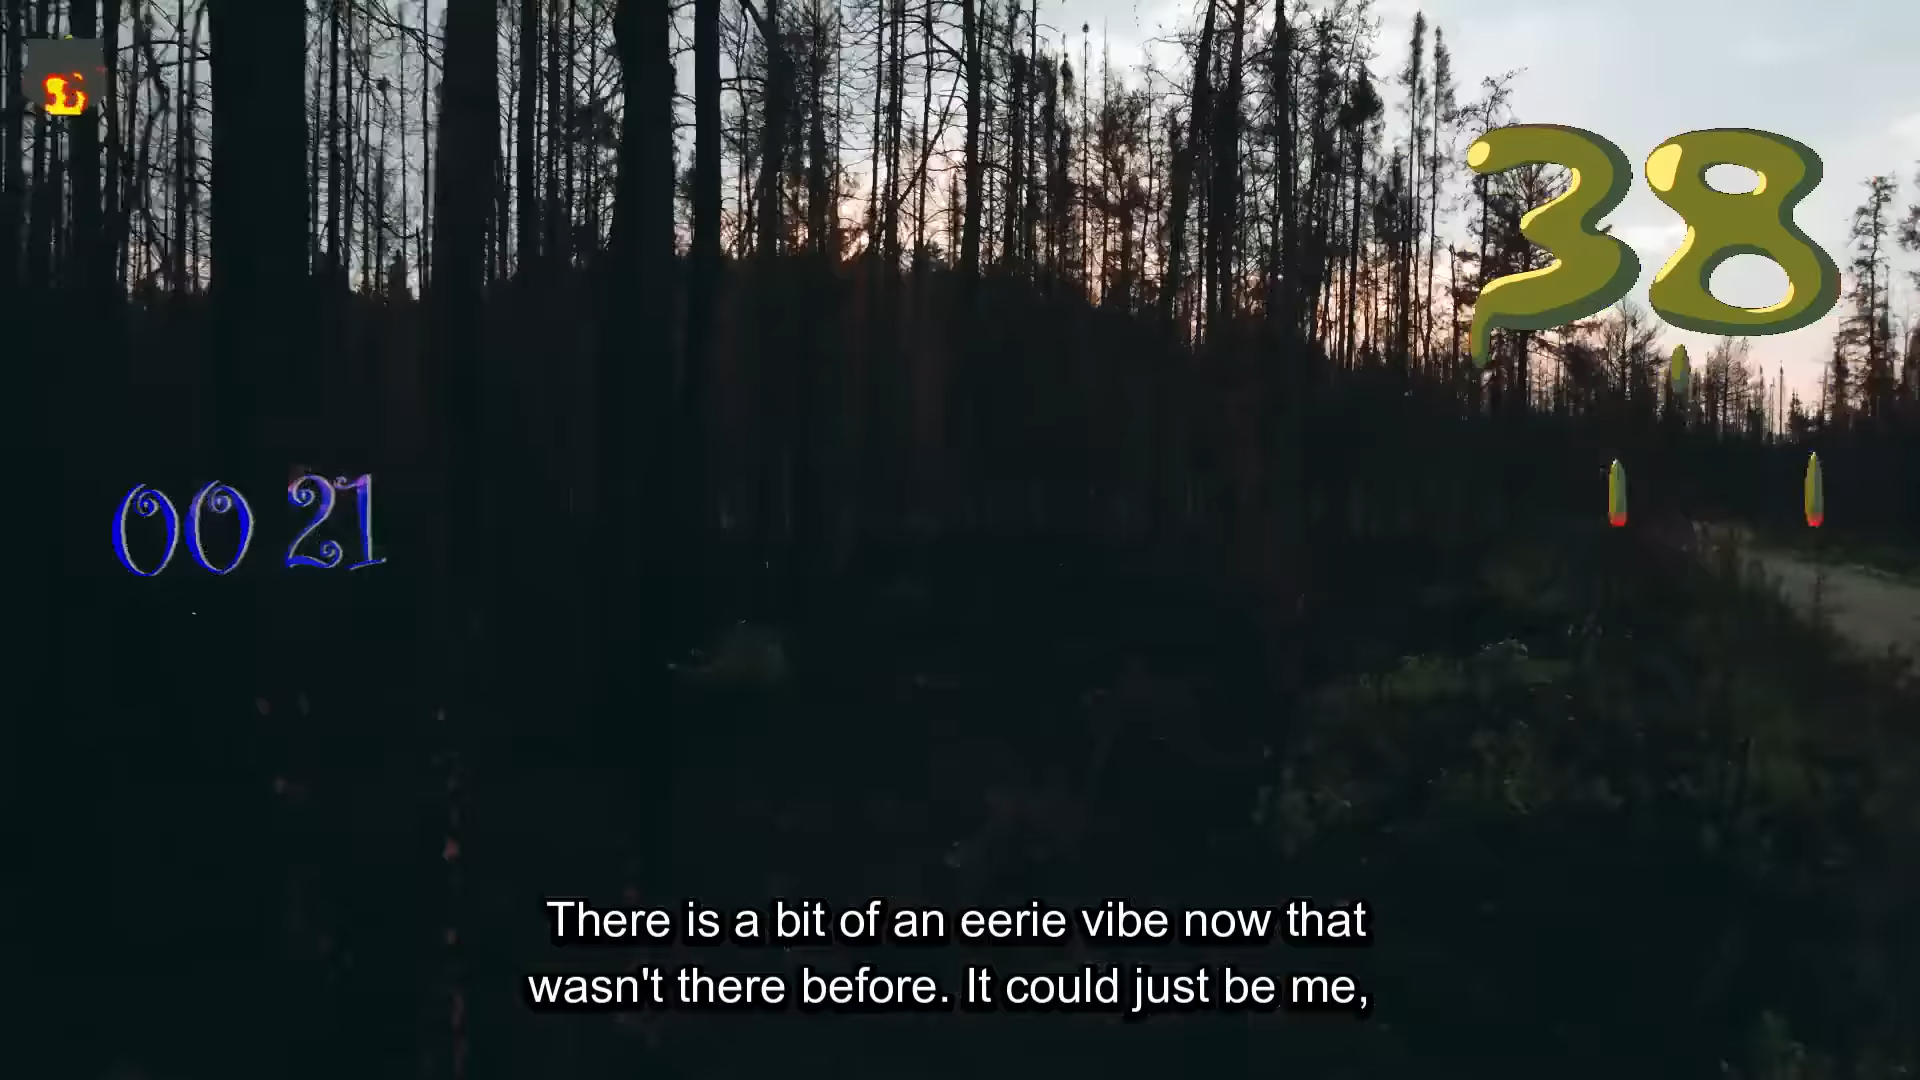 38
00 21
There is a bit of an eerie vibe now that
wasn't there before. It could just be me,